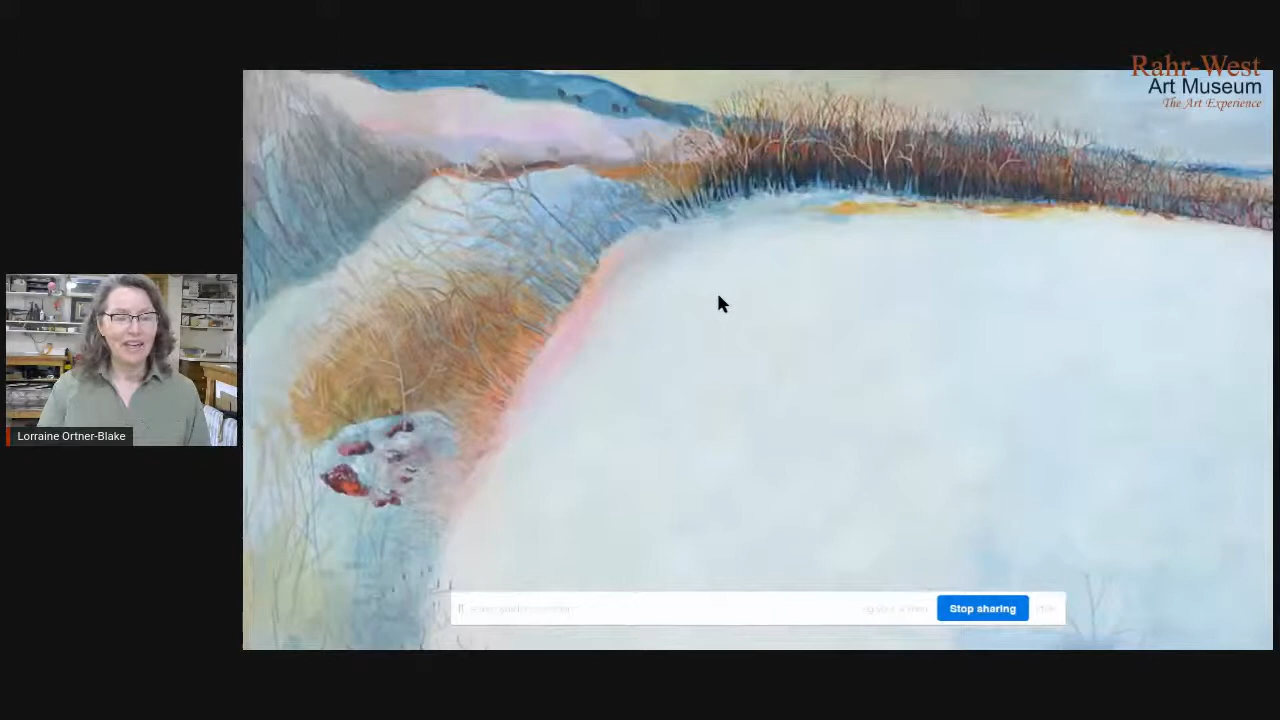 Rahr-West
Art Museum
The Art Experience
Lorraine Ortner-Blake
Stop sharing